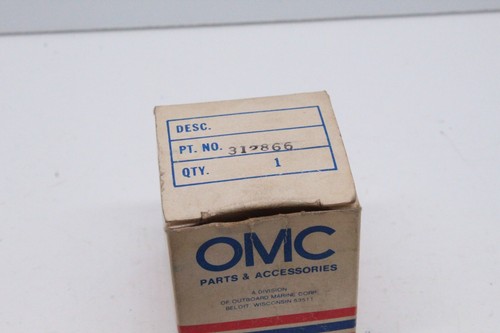 DESC.
PT. NO. 312866
QTY. 1
OMC
PARTS & ACCESSORIES
A DIVISION
OF OUTBOARD MARINE CORP.
BELOIT, WISCONSIN 53511